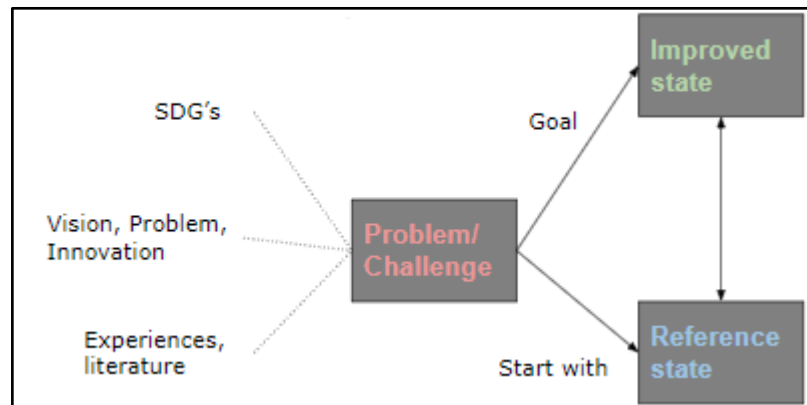 SDG's
Vision, Problem,
Innovation
Experiences,
literature
Problem/
Challenge
Goal
Start with
Improved
state
Reference
state